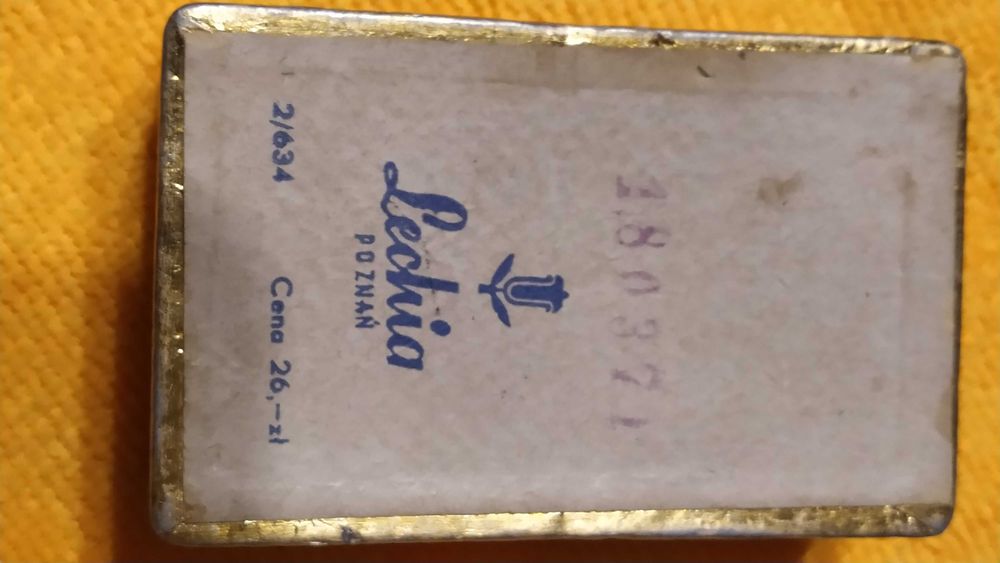 180371
Lechia
POZNAŃ
2/634 Cena 26,-zł